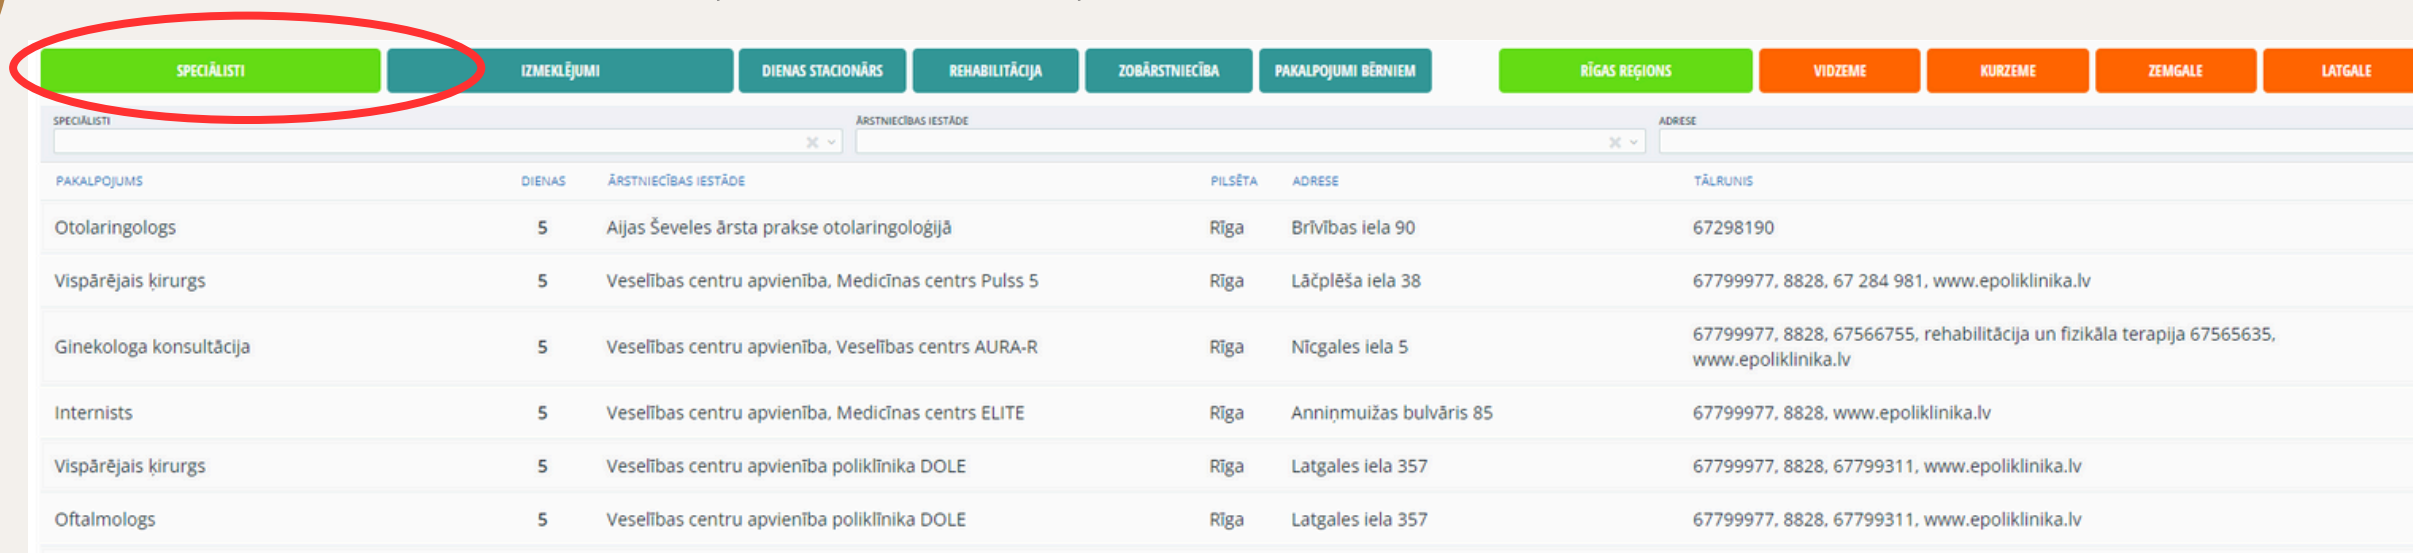 SPECIĀLISTI IZMEKLĒJUMI DIENAS STACIONĀRS REHABILITĀCIJA ZOBĀRSTNIECĪBA PAKALPOJUMI BĒRNIEM RĪGAS REĢIONS VIDZEME KURZEME ZEMGALE LATGALE
SPECIĀLISTI ĀRSTNIECĪBAS IESTĀDE ADRESE
PAKALPOJUMS DIENAS ĀRSTNIECĪBAS IESTĀDE PILSĒTA ADRESE TĀLRUNIS
Otolaringologs 5 Aijas Ševeles ārsta prakse otolaringoloģijā Rīga Brīvības iela 90 67298190
Vispārējais ķirurgs 5 Veselības centru apvienība, Medicīnas centrs Pulss 5 Rīga Lāčplēša iela 38 67799977, 8828, 67 284 981, www.epoliklinika.lv
Ginekologa konsultācija 5 Veselības centru apvienība, Veselības centrs AURA-R Rīga Nīcgales iela 5 67799977, 8828, 67566755, rehabilitācija un fizikāla terapija 67565635,
www.epoliklinika.lv
Internists 5 Veselības centru apvienība, Medicīnas centrs ELITE Rīga Anniņmuižas bulvāris 85 67799977, 8828, www.epoliklinika.lv
Vispārējais ķirurgs 5 Veselības centru apvienība poliklīnika DOLE Rīga Latgales iela 357 67799977, 8828, 67799311, www.epoliklinika.lv
Oftalmologs 5 Veselības centru apvienība poliklīnika DOLE Rīga Latgales iela 357 67799977, 8828, 67799311, www.epoliklinika.lv